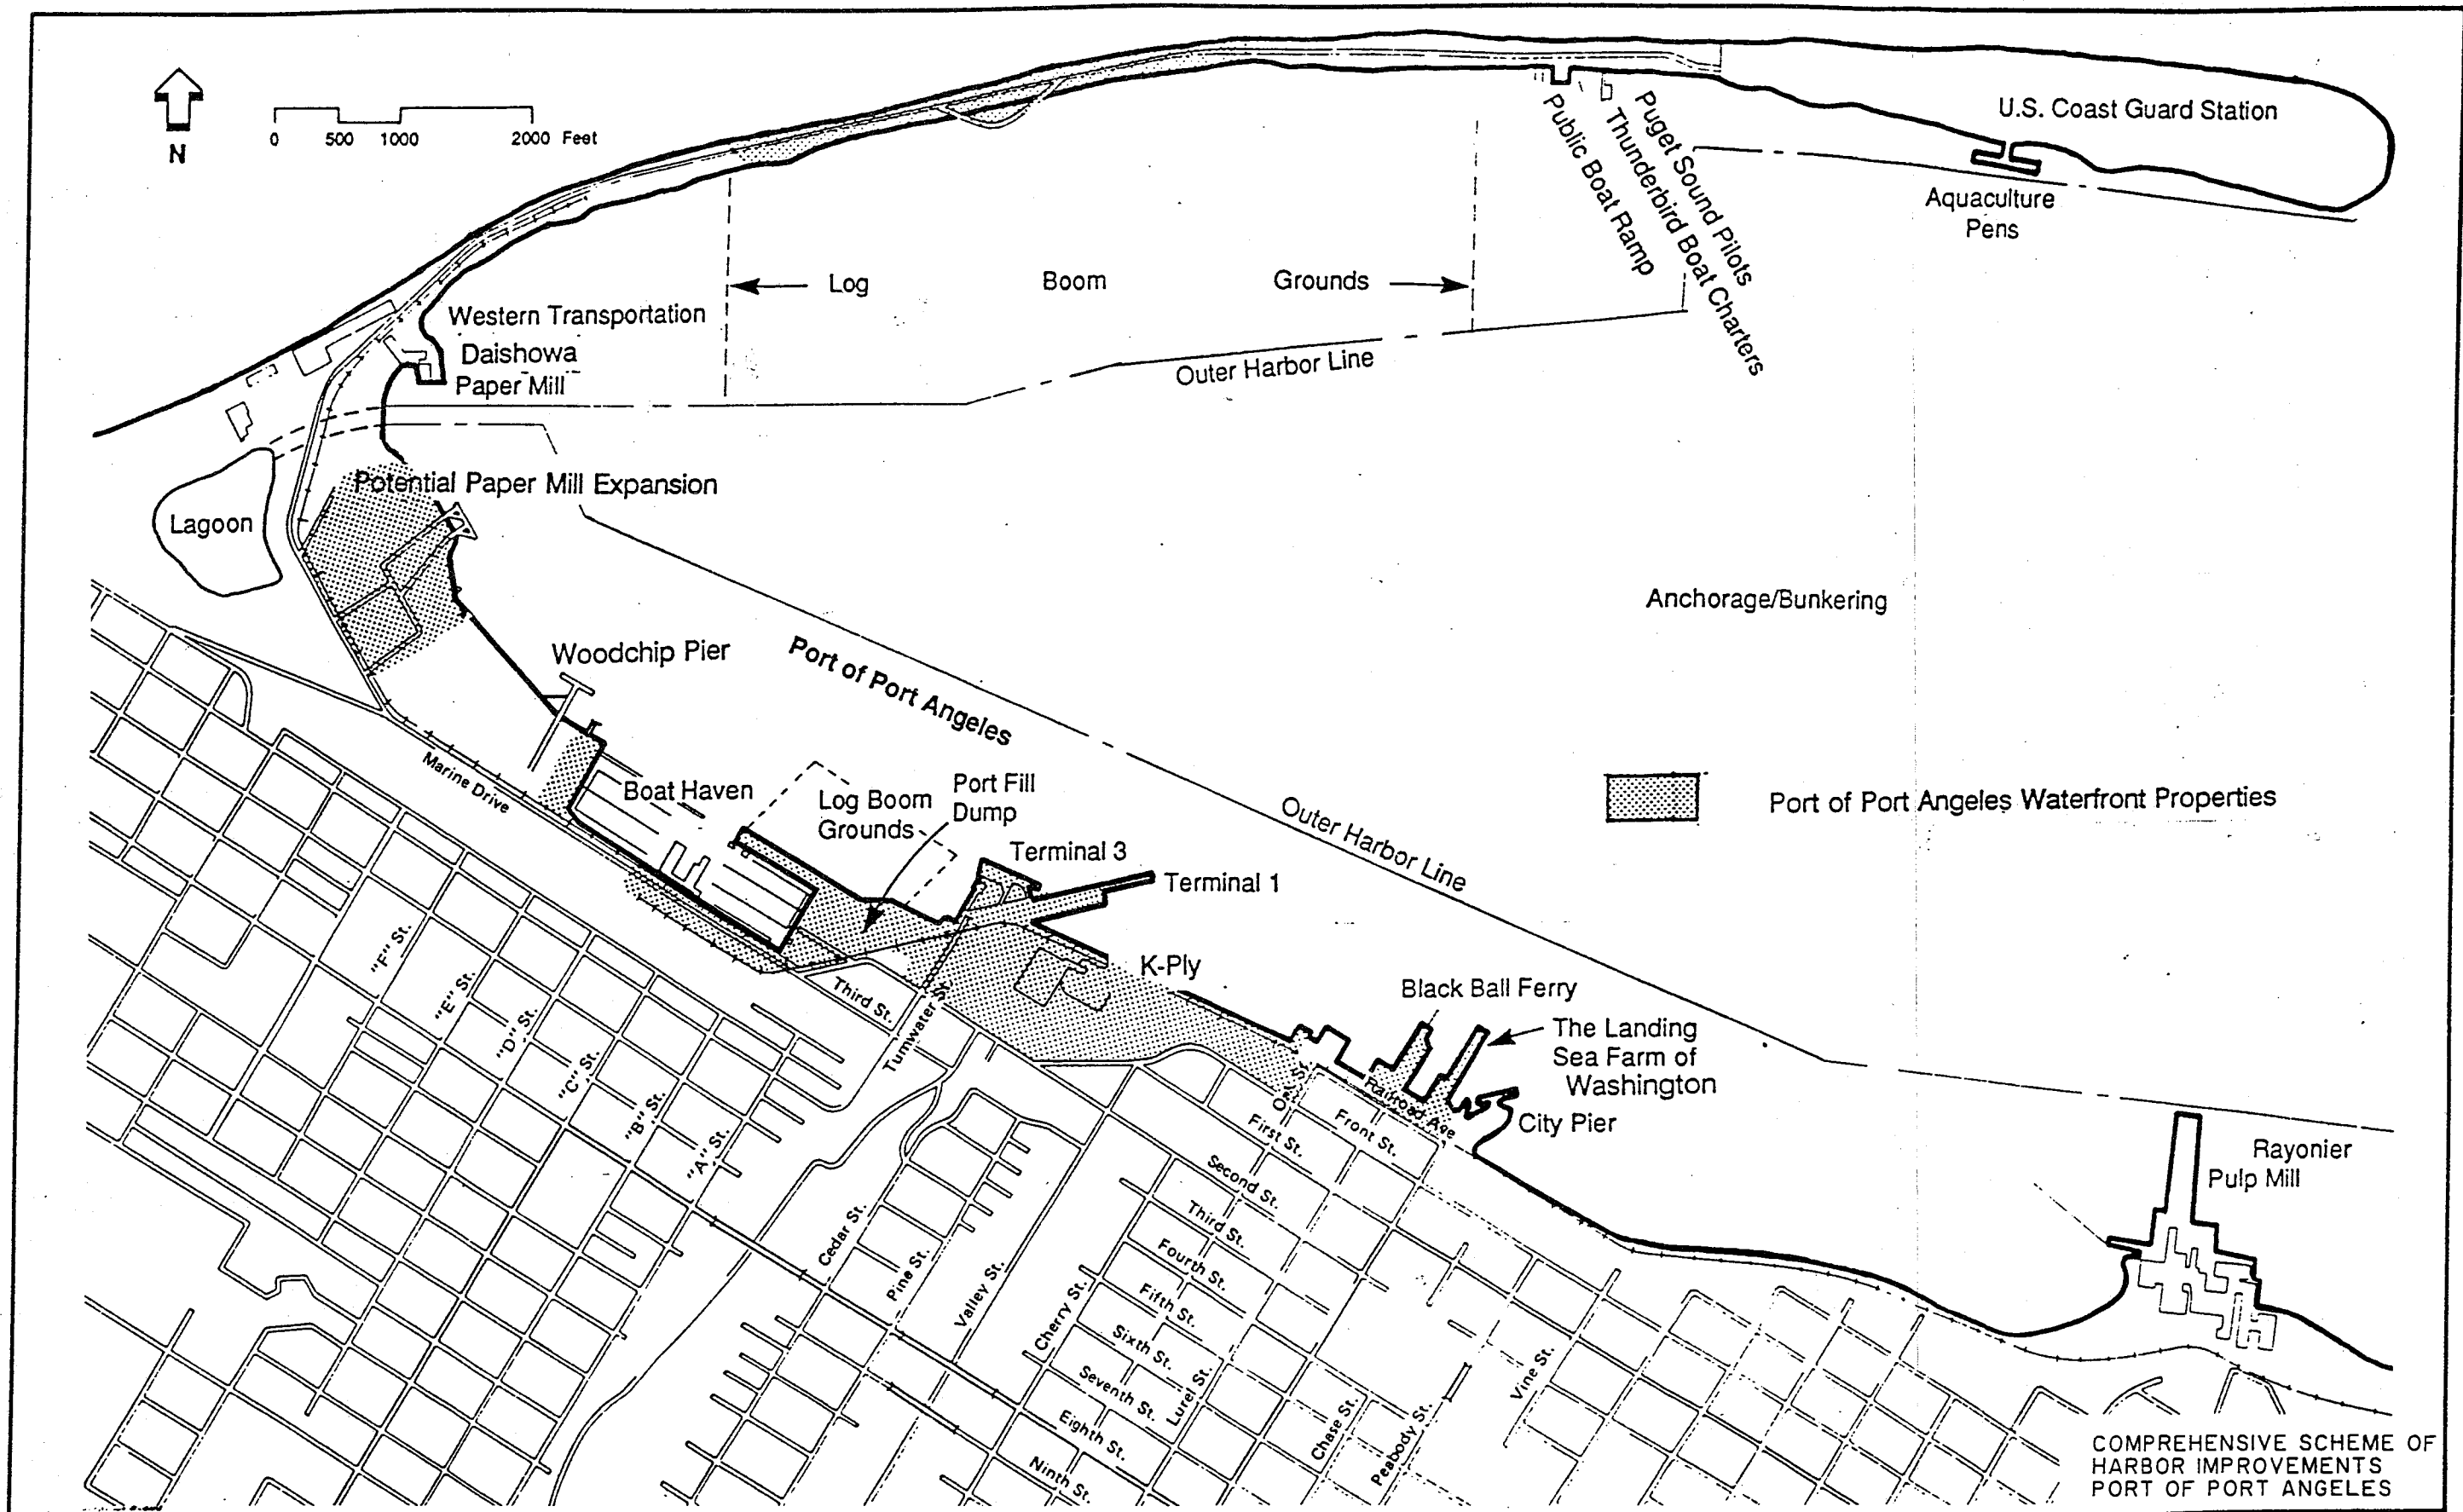 N
0 500 1000 2000 Feet
U.S. Coast Guard Station
Puget Sound Pilots
Thunderbird Boat Charters
Public Boat Ramp
Aquaculture
Pens
Log Boom Grounds
Western Transportation
Daishowa
Paper Mill
Outer Harbor Line
Potential Paper Mill Expansion
Lagoon
Anchorage/Bunkering
Woodchip Pier
Port of Port Angeles
Marine Drive
Boat Haven
Log Boom
Grounds
Port Fill
Dump
Port of Port Angeles Waterfront Properties
Outer Harbor Line
Terminal 3
Terminal 1
K-Ply
Black Ball Ferry
The Landing
Sea Farm of
Washington
City Pier
Rayonier
Pulp Mill
"F" St.
"E" St.
"D" St.
"C" St.
"B" St.
"A" St.
Third St.
Tumwater St.
Oak St.
Railroad Ave
Front St.
First St.
Second St.
Third St.
Fourth St.
Fifth St.
Sixth St.
Seventh St.
Eighth St.
Ninth St.
Cedar St.
Pine St.
Valley St.
Cherry St.
Lurel St.
Chase St.
Peabody St.
Vine St.
COMPREHENSIVE SCHEME OF
HARBOR IMPROVEMENTS
PORT OF PORT ANGELES